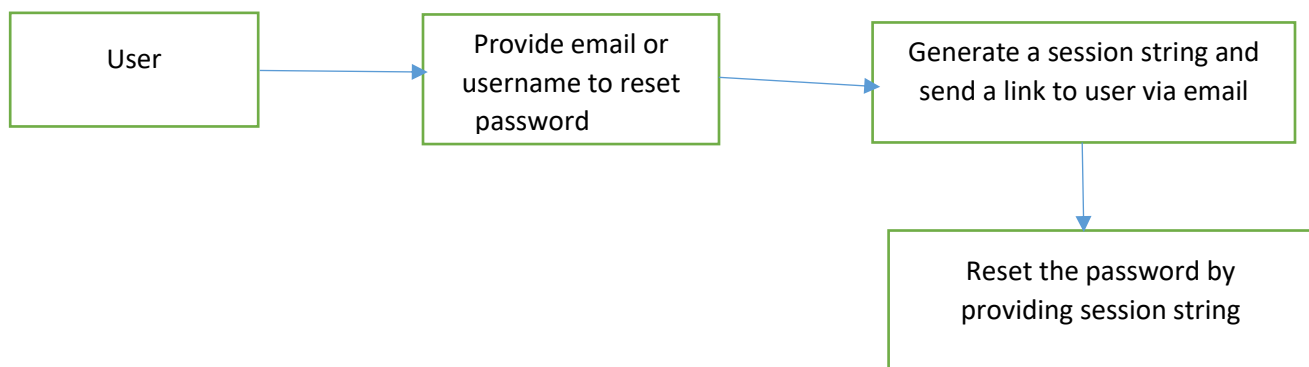 User
Provide email or
username to reset
password
Generate a session string and
send a link to user via email
Reset the password by
providing session string